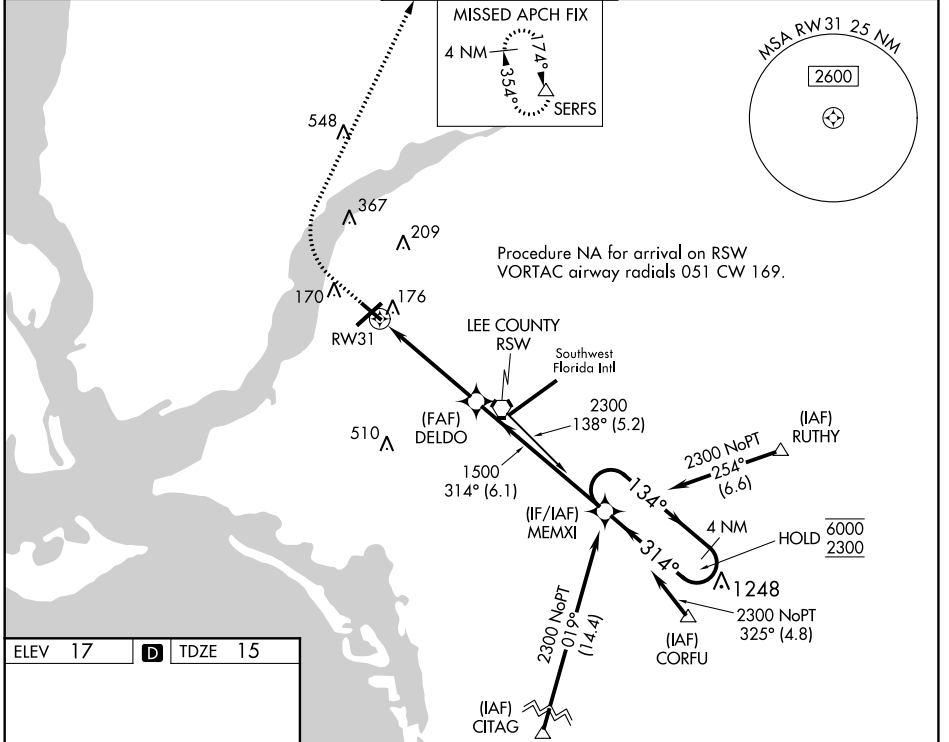 MISSED APCH FIX
4 NM
174°
354°
SERFS
MSA RW31 25 NM
2600
548
367
209
Procedure NA for arrival on RSW
VORTAC airway radials 051 CW 169.
170
176
RW31
LEE COUNTY
RSW
Southwest
Florida Intl
(FAF)
DELDO
2300
138° (5.2)
510
1500
314° (6.1)
(IAF)
RUTHY
2300 NoPT
254°
(6.6)
(IF/IAF)
MEMXI
134°
4 NM
314°
HOLD
6000
2300
1248
2300 NoPT
325° (4.8)
(IAF)
CORFU
2300 NoPT
019°
(14.4)
(IAF)
CITAG
ELEV 17
D
TDZE 15